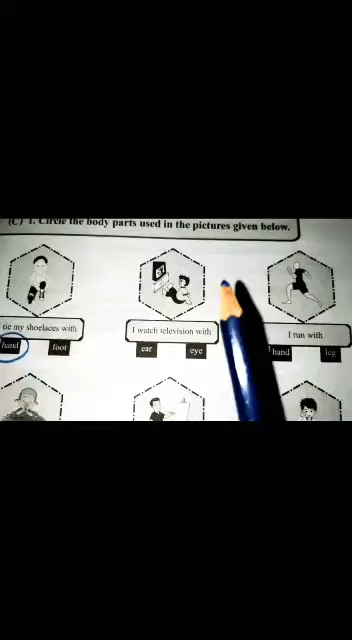 (C) 1. Circle the body parts used in the pictures given below.
tie my shoelaces with
I watch television with
I run with
hand foot
ear eye
hand leg